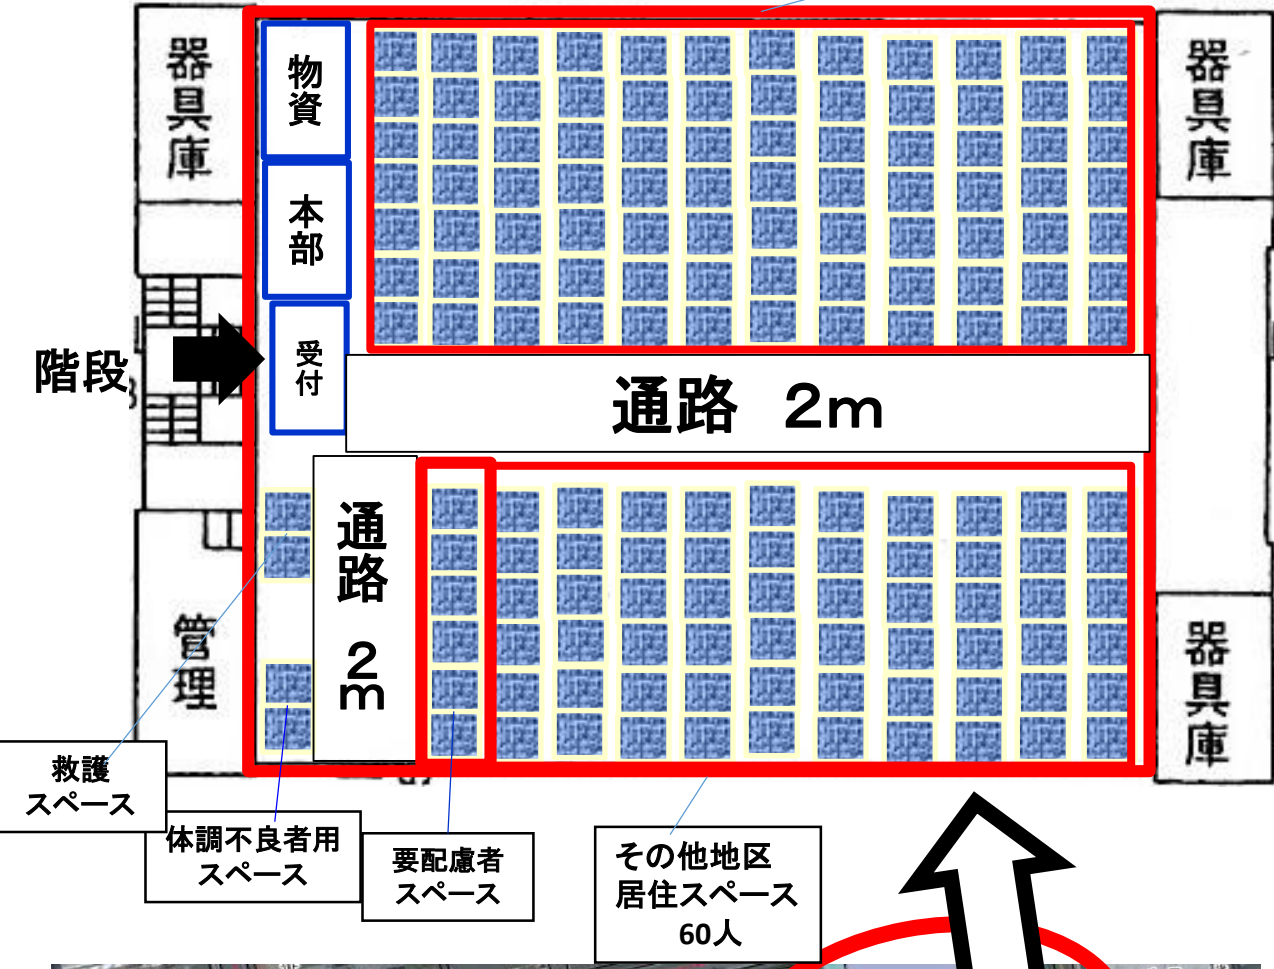 器具庫
物資
器具庫
本部
受付
階段
通路　2m
通路　2m
管理
器具庫
救護
スペース
体調不良者用
スペース
要配慮者
スペース
その他地区
居住スペース
60人